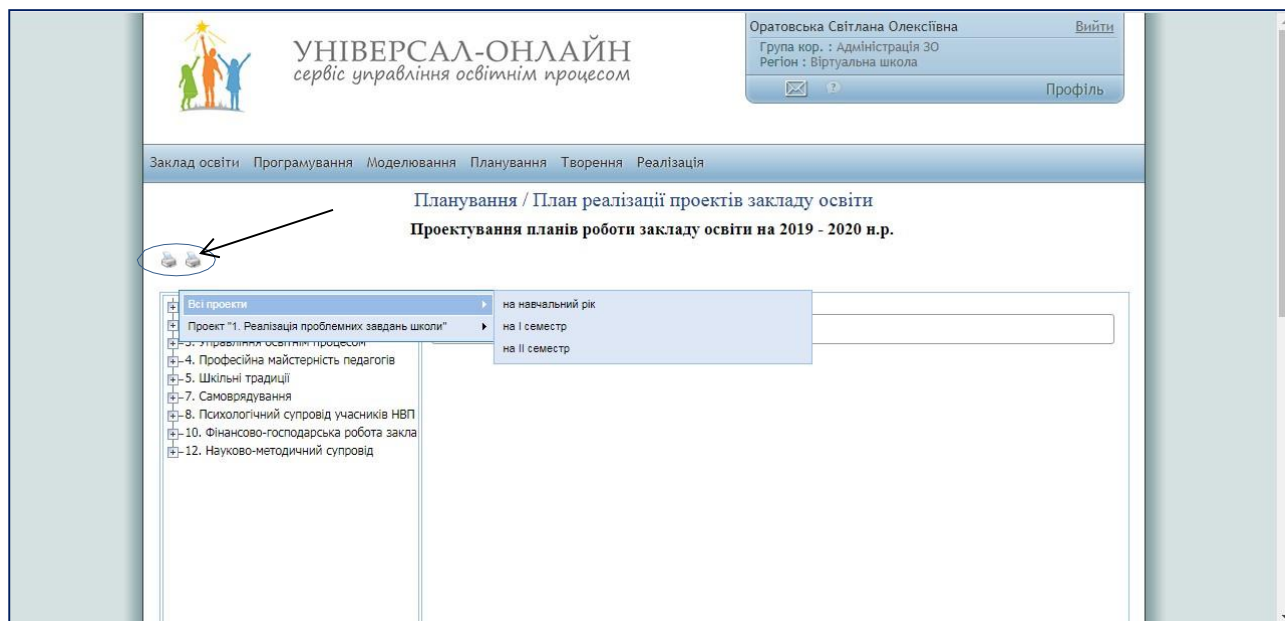 УНІВЕРСАЛ-ОНЛАЙН
сервіс управління освітнім процесом
Оратовська Світлана Олексіївна Вийти
Група кор. : Адміністрація ЗО
Регіон : Віртуальна школа
Профіль
Заклад освіти Програмування Моделювання Планування Творення Реалізація
Планування / План реалізації проектів закладу освіти
Проектування планів роботи закладу освіти на 2019 - 2020 н.р.
Всі проекти
Проект "1. Реалізація проблемних завдань школи"
на навчальний рік
на І семестр
на ІІ семестр
3. Управління освітнім процесом
4. Професійна майстерність педагогів
5. Шкільні традиції
7. Самоврядування
8. Психологічний супровід учасників НВП
10. Фінансово-господарська робота закла
12. Науково-методичний супровід